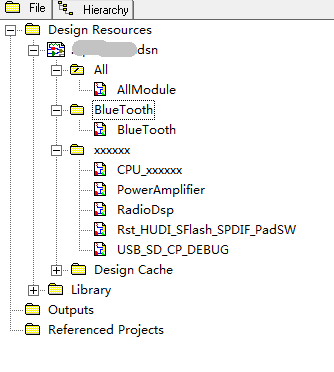 File
Hierarchy
Design Resources
dsn
All
AllModule
BlueTooth
BlueTooth
xxxxxx
CPU_xxxxxx
PowerAmplifier
RadioDsp
Rst_HUDI_SFlash_SPDIF_PadSW
USB_SD_CP_DEBUG
Design Cache
Library
Outputs
Referenced Projects